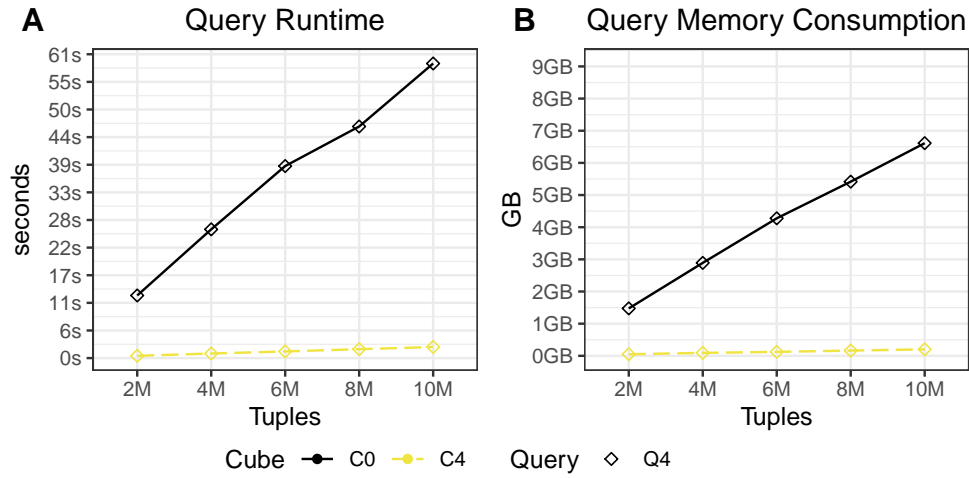 A Query Runtime
61s
55s
50s
44s
39s
33s
28s
22s
17s
11s
6s
0s
seconds
2M 4M 6M 8M 10M
Tuples
B Query Memory Consumption
9GB
8GB
7GB
6GB
5GB
4GB
3GB
2GB
1GB
0GB
GB
2M 4M 6M 8M 10M
Tuples
Cube C0 C4 Query Q4